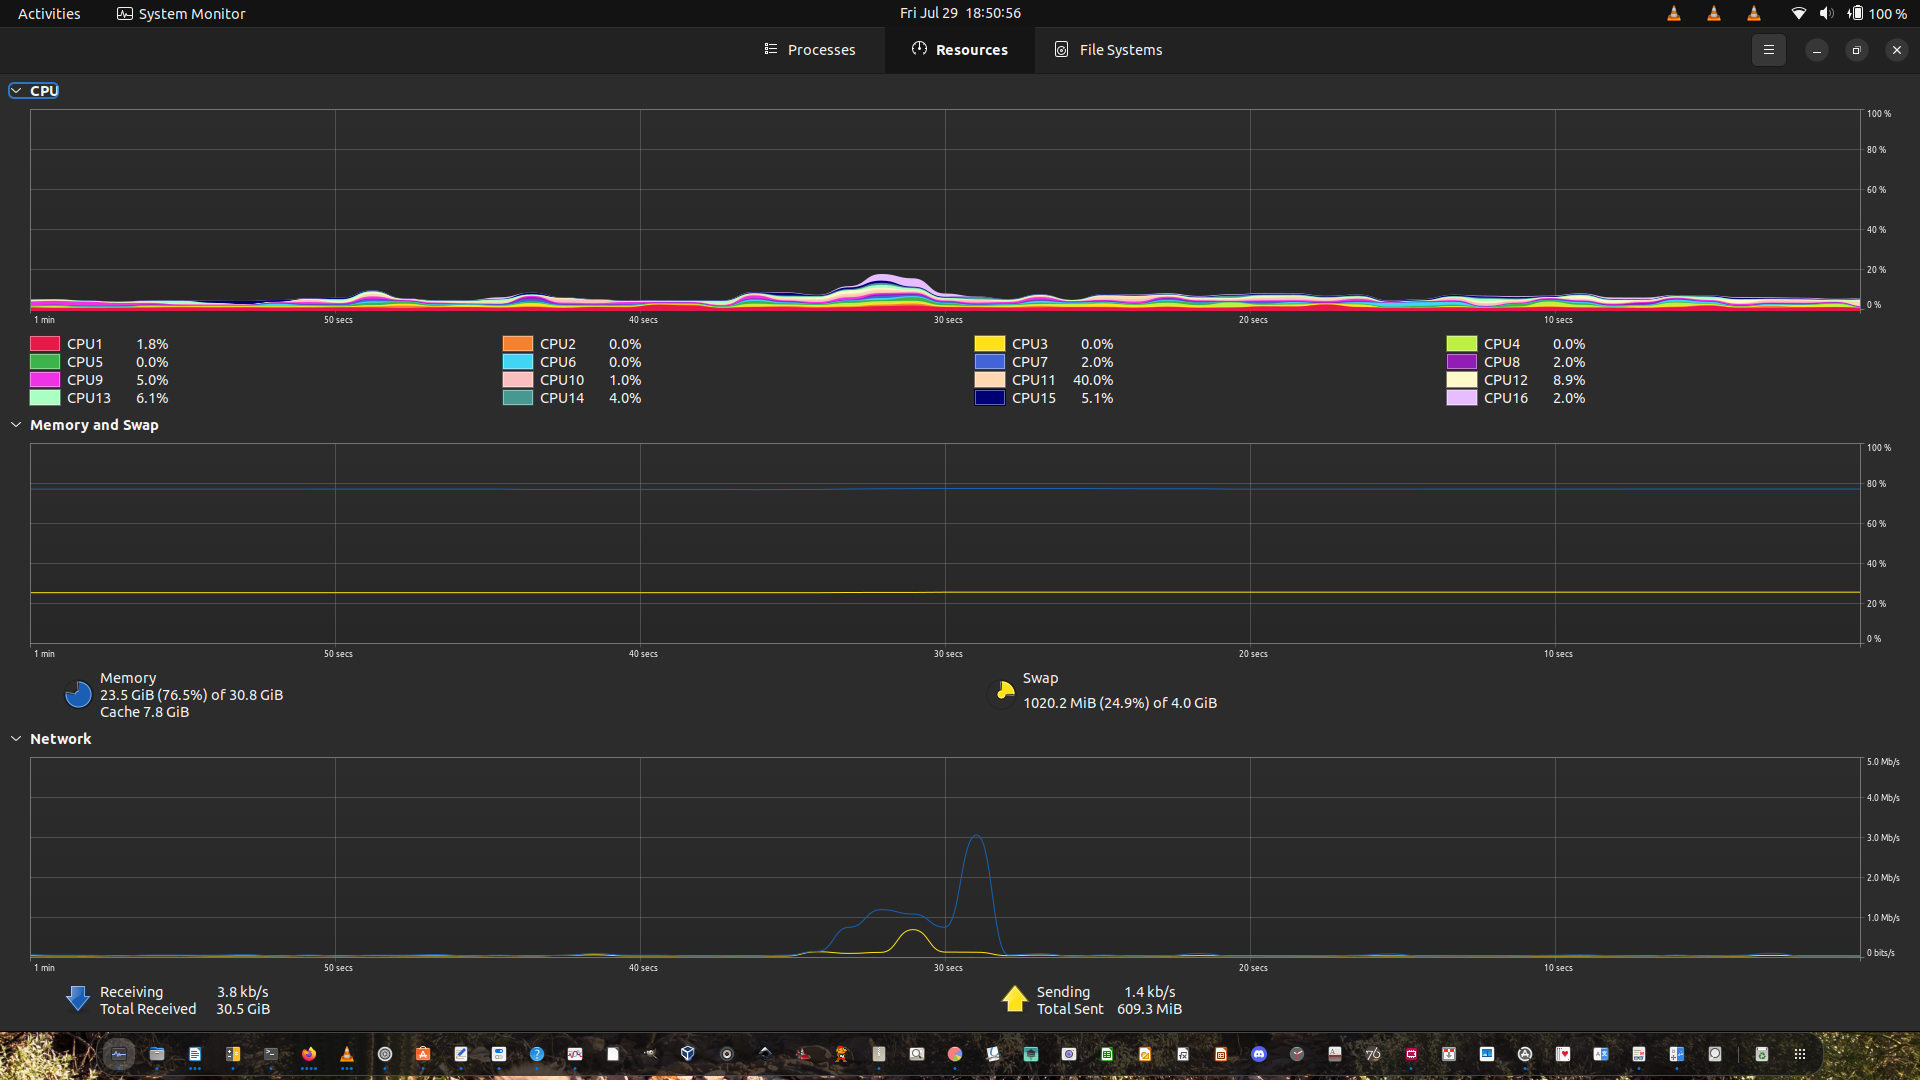 Activities System Monitor Fri Jul 29 18:50:56 100 %
Processes Resources File Systems
CPU
100 %
80 %
60 %
40 %
20 %
0 %
1 min 50 secs 40 secs 30 secs 20 secs 10 secs
CPU1 1.8% CPU2 0.0% CPU3 0.0% CPU4 0.0%
CPU5 0.0% CPU6 0.0% CPU7 2.0% CPU8 2.0%
CPU9 5.0% CPU10 1.0% CPU11 40.0% CPU12 8.9%
CPU13 6.1% CPU14 4.0% CPU15 5.1% CPU16 2.0%
Memory and Swap
100 %
80 %
60 %
40 %
20 %
0 %
1 min 50 secs 40 secs 30 secs 20 secs 10 secs
Memory
23.5 GiB (76.5%) of 30.8 GiB
Cache 7.8 GiB
Swap
1020.2 MiB (24.9%) of 4.0 GiB
Network
5.0 Mb/s
4.0 Mb/s
3.0 Mb/s
2.0 Mb/s
1.0 Mb/s
0 bits/s
1 min 50 secs 40 secs 30 secs 20 secs 10 secs
Receiving 3.8 kb/s
Total Received 30.5 GiB
Sending 1.4 kb/s
Total Sent 609.3 MiB
76